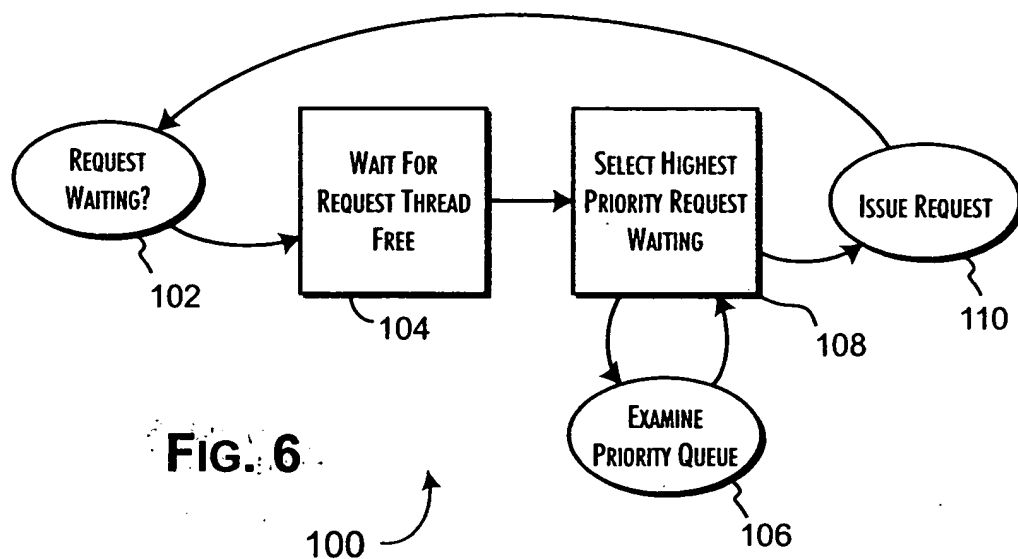 REQUEST
WAITING?
102
WAIT FOR
REQUEST THREAD
FREE
104
SELECT HIGHEST
PRIORITY REQUEST
WAITING
108
ISSUE REQUEST
110
EXAMINE
PRIORITY QUEUE
106
FIG. 6
100